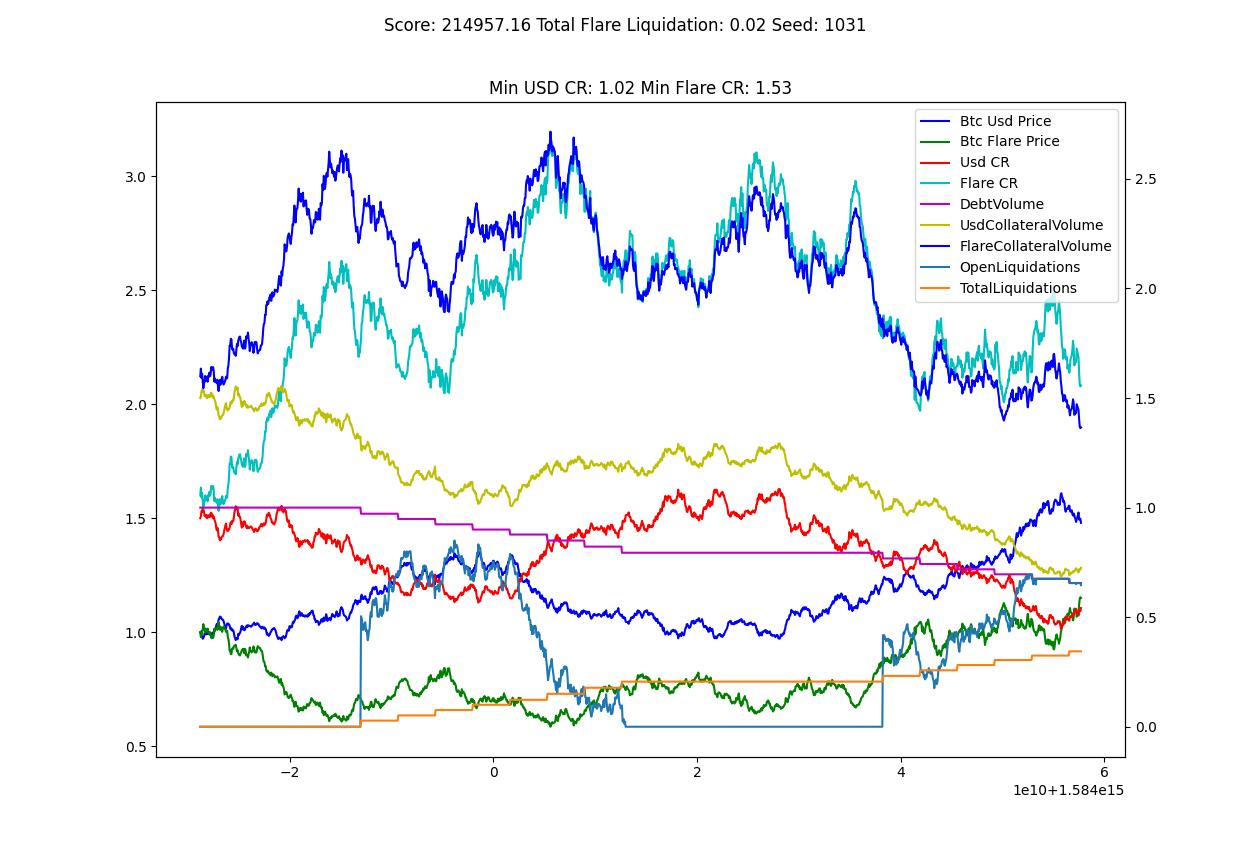 Score: 214957.16 Total Flare Liquidation: 0.02 Seed: 1031
Min USD CR: 1.02 Min Flare CR: 1.53
Btc Usd Price
Btc Flare Price
Usd CR
Flare CR
DebtVolume
UsdCollateralVolume
FlareCollateralVolume
OpenLiquidations
TotalLiquidations
3.0
2.5
2.0
1.5
1.0
0.5
2.5
2.0
1.5
1.0
0.5
0.0
−2
0
2
4
6
1e10+1.584e15